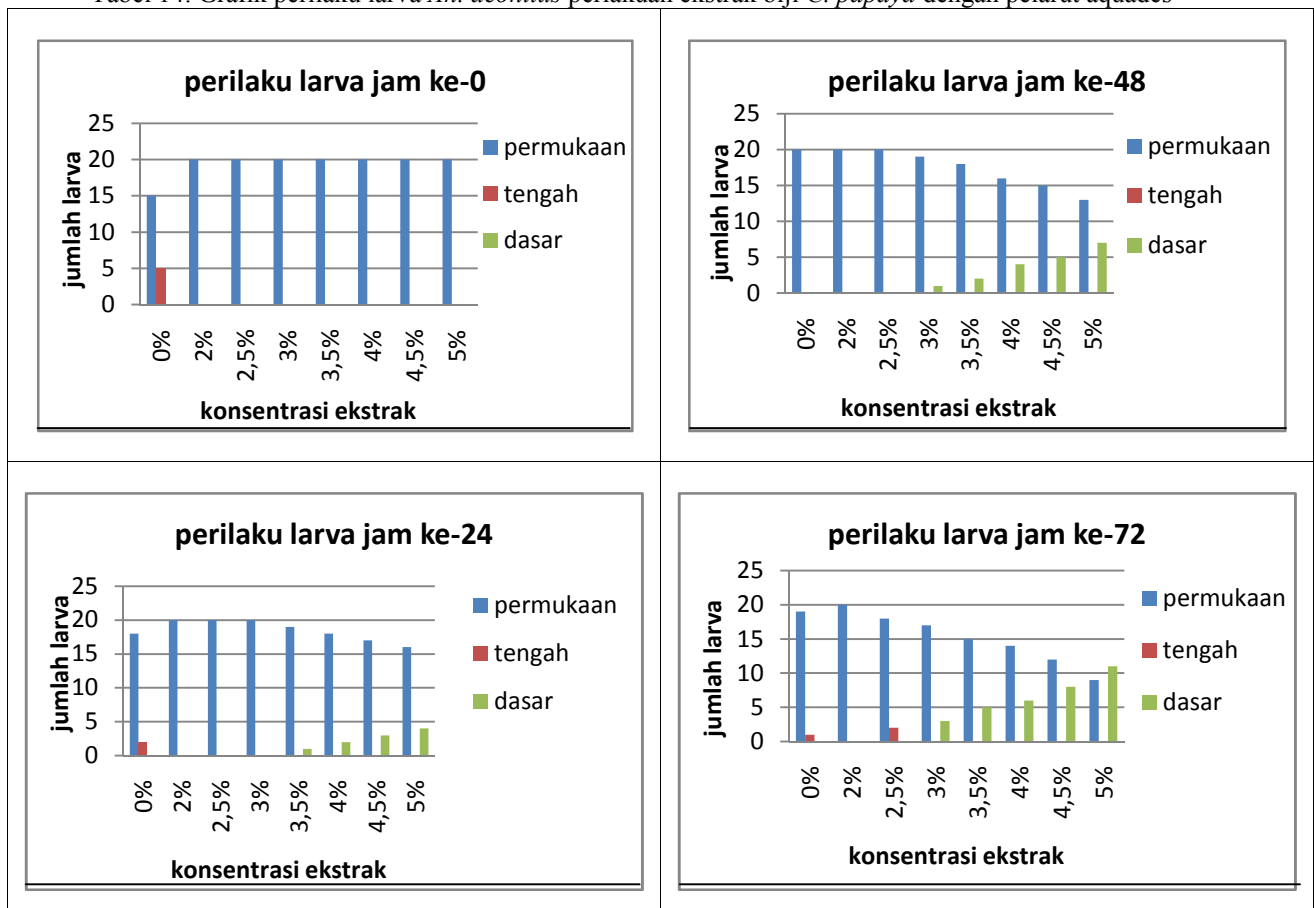 perilaku larva jam ke-0
25
20
15
10
5
0
jumlah larva
0% 2% 2,5% 3% 3,5% 4% 4,5% 5%
konsentrasi ekstrak
permukaan
tengah
dasar
perilaku larva jam ke-48
25
20
15
10
5
0
jumlah larva
0% 2% 2,5% 3% 3,5% 4% 4,5% 5%
konsentrasi ekstrak
permukaan
tengah
dasar
perilaku larva jam ke-24
25
20
15
10
5
0
jumlah larva
0% 2% 2,5% 3% 3,5% 4% 4,5% 5%
konsentrasi ekstrak
permukaan
tengah
dasar
perilaku larva jam ke-72
25
20
15
10
5
0
jumlah larva
0% 2% 2,5% 3% 3,5% 4% 4,5% 5%
konsentrasi ekstrak
permukaan
tengah
dasar